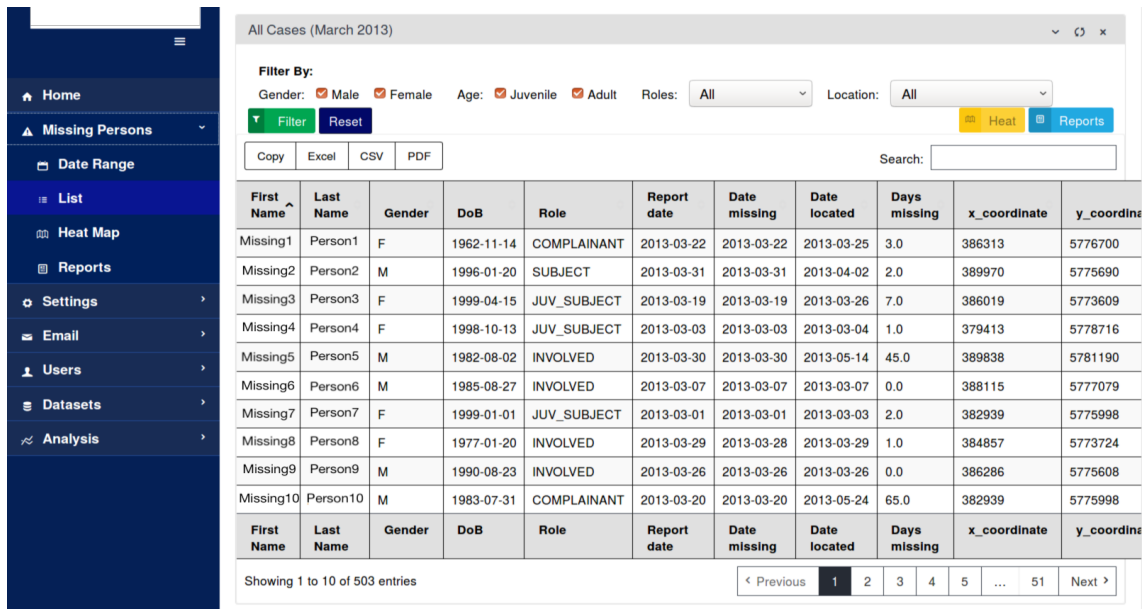 All Cases (March 2013)
Filter By:
Gender: Male Female Age: Juvenile Adult Roles: All Location: All
Filter Reset Heat Reports
Copy Excel CSV PDF Search:
Home
Missing Persons
Date Range
List
Heat Map
Reports
Settings
Email
Users
Datasets
Analysis
First Name Last Name Gender DoB Role Report date Date missing Date located Days missing x_coordinate y_coordina
Missing1 Person1 F 1962-11-14 COMPLAINANT 2013-03-22 2013-03-22 2013-03-25 3.0 386313 5776700
Missing2 Person2 M 1996-01-20 SUBJECT 2013-03-31 2013-03-31 2013-04-02 2.0 389970 5775690
Missing3 Person3 F 1999-04-15 JUV_SUBJECT 2013-03-19 2013-03-19 2013-03-26 7.0 386019 5773609
Missing4 Person4 F 1998-10-13 JUV_SUBJECT 2013-03-03 2013-03-03 2013-03-04 1.0 379413 5778716
Missing5 Person5 M 1982-08-02 INVOLVED 2013-03-30 2013-03-30 2013-05-14 45.0 389838 5781190
Missing6 Person6 M 1985-08-27 INVOLVED 2013-03-07 2013-03-07 2013-03-07 0.0 388115 5777079
Missing7 Person7 F 1999-01-01 JUV_SUBJECT 2013-03-01 2013-03-01 2013-03-03 2.0 382939 5775998
Missing8 Person8 F 1977-01-20 INVOLVED 2013-03-29 2013-03-28 2013-03-29 1.0 384857 5773724
Missing9 Person9 M 1990-08-23 INVOLVED 2013-03-26 2013-03-26 2013-03-26 0.0 386286 5775608
Missing10 Person10 M 1983-07-31 COMPLAINANT 2013-03-20 2013-03-20 2013-05-24 65.0 382939 5775998
First Name Last Name Gender DoB Role Report date Date missing Date located Days missing x_coordinate y_coordina
Showing 1 to 10 of 503 entries Previous 1 2 3 4 5 ... 51 Next